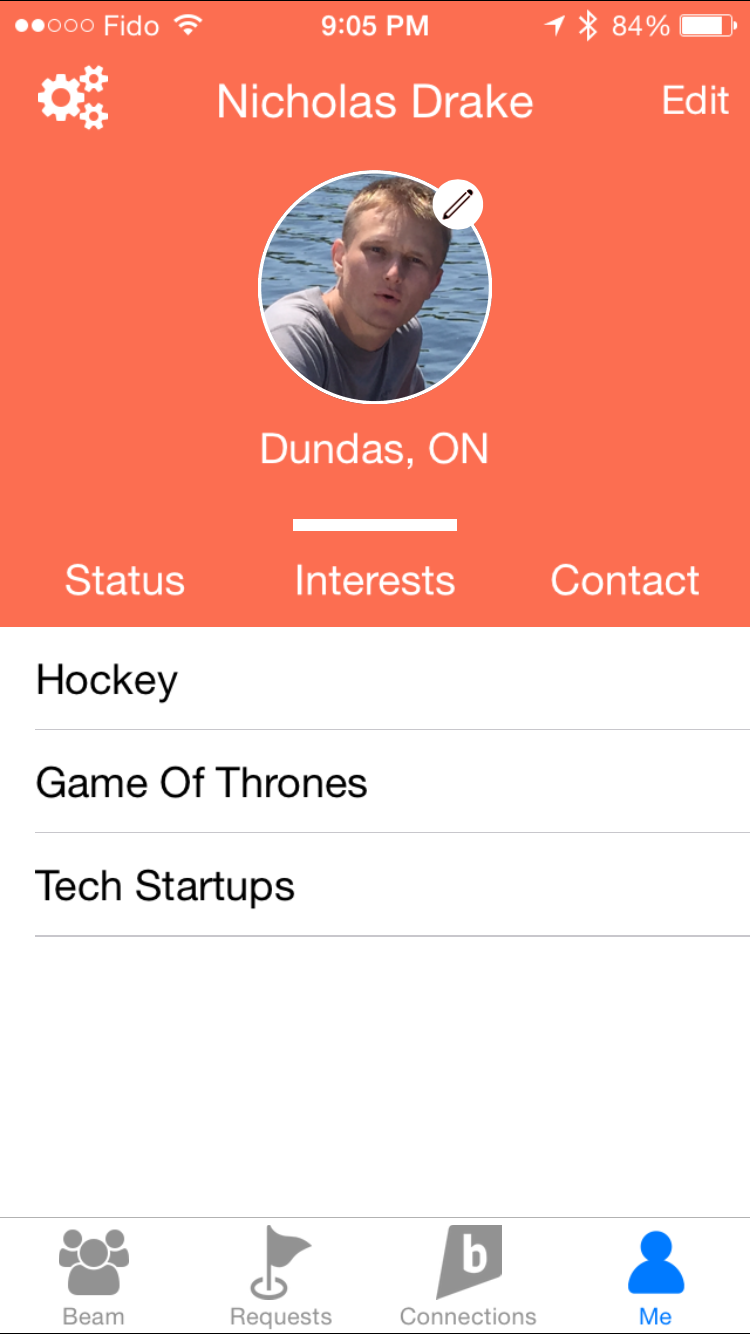 Fido 9:05 PM 84%
Nicholas Drake Edit
Dundas, ON
Status Interests Contact
Hockey
Game Of Thrones
Tech Startups
b
Beam Requests Connections Me